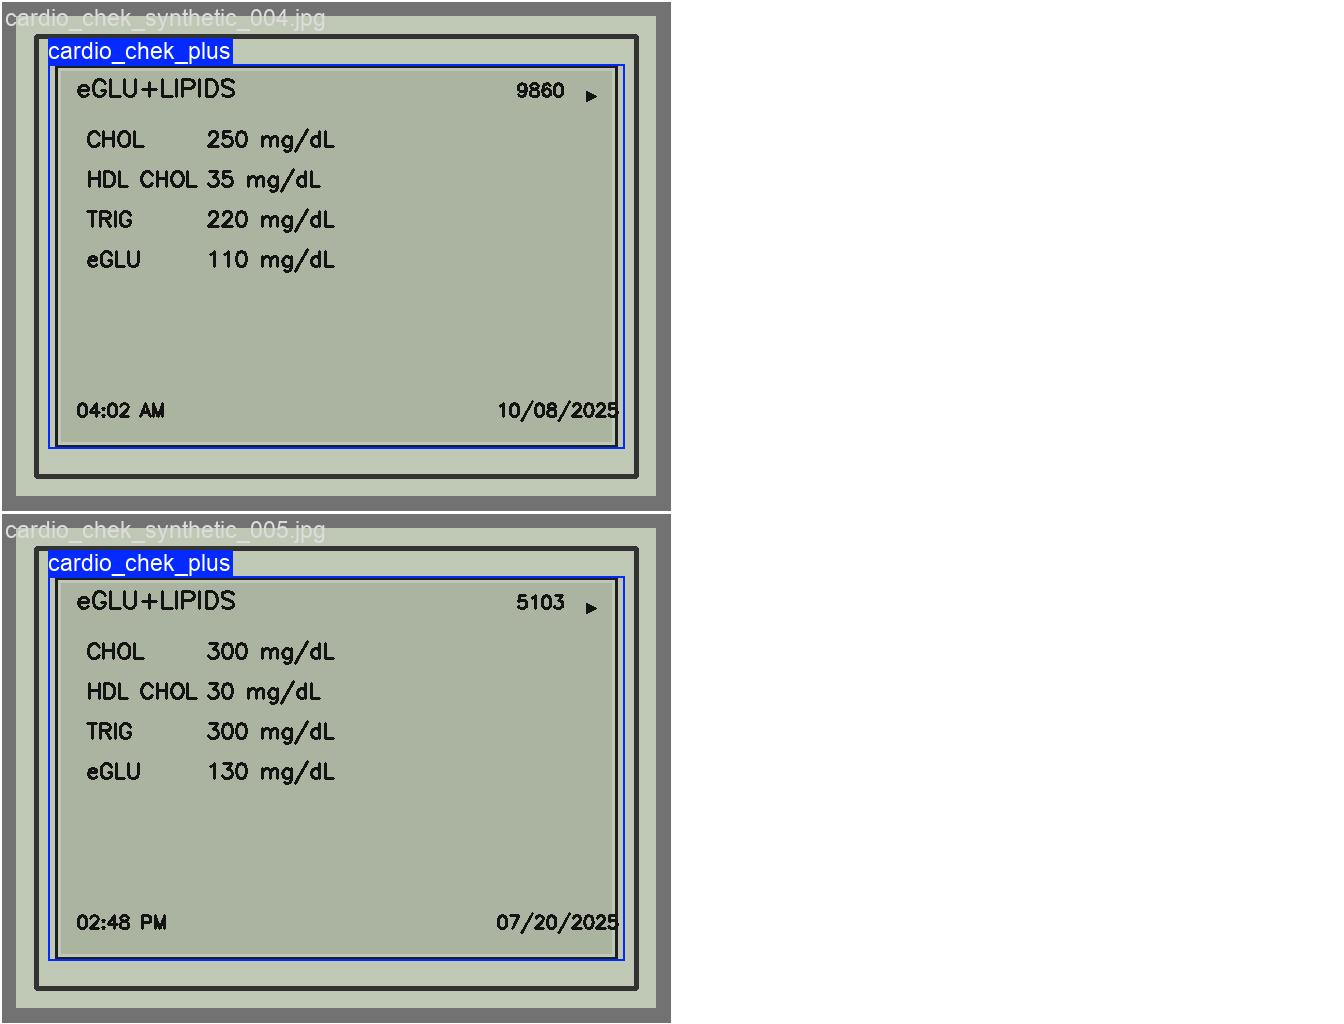 cardio_chek_synthetic_004.jpg
cardio_chek_plus
eGLU+LIPIDS 9860 ►
CHOL 250 mg/dL
HDL CHOL 35 mg/dL
TRIG 220 mg/dL
eGLU 110 mg/dL
04:02 AM 10/08/2025
cardio_chek_synthetic_005.jpg
cardio_chek_plus
eGLU+LIPIDS 5103 ►
CHOL 300 mg/dL
HDL CHOL 30 mg/dL
TRIG 300 mg/dL
eGLU 130 mg/dL
02:48 PM 07/20/2025